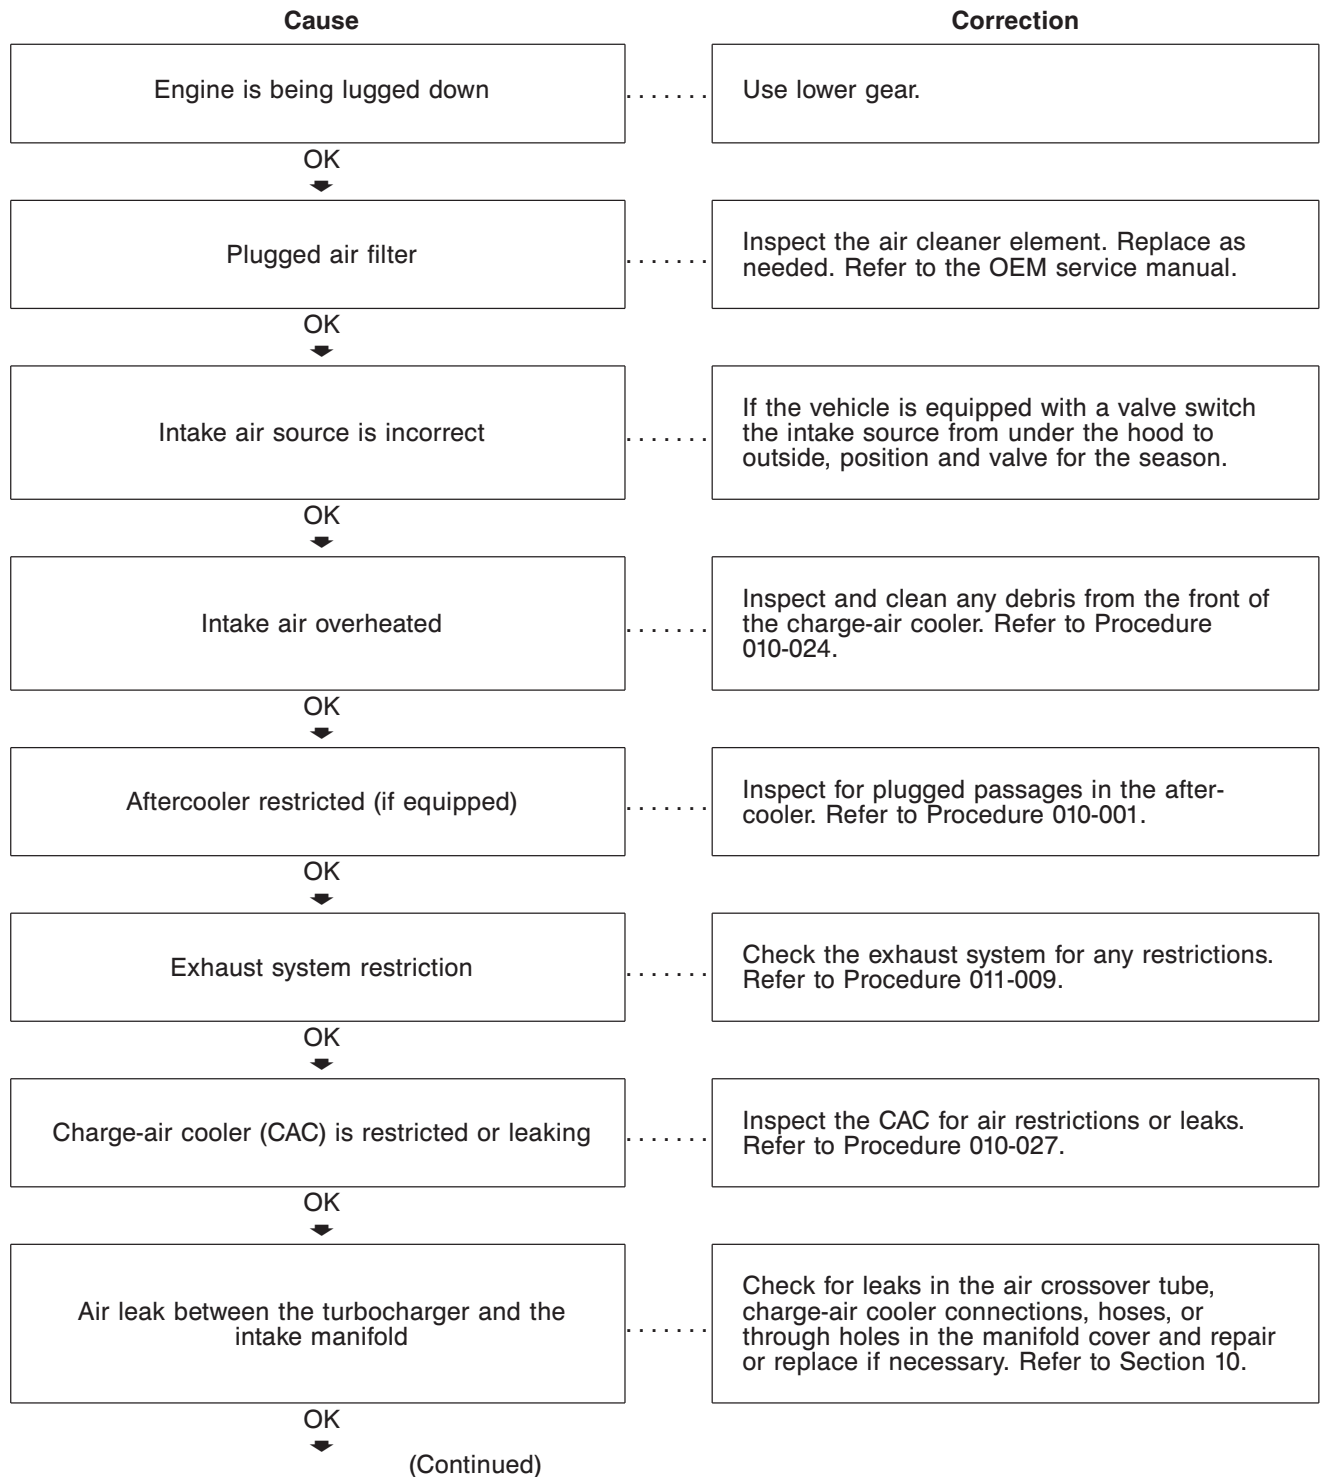 Cause
Correction
Engine is being lugged down
.......
Use lower gear.
OK
Plugged air filter
.......
Inspect the air cleaner element. Replace as
needed. Refer to the OEM service manual.
OK
Intake air source is incorrect
.......
If the vehicle is equipped with a valve switch
the intake source from under the hood to
outside, position and valve for the season.
OK
Intake air overheated
.......
Inspect and clean any debris from the front of
the charge-air cooler. Refer to Procedure
010-024.
OK
Aftercooler restricted (if equipped)
.......
Inspect for plugged passages in the after-
cooler. Refer to Procedure 010-001.
OK
Exhaust system restriction
.......
Check the exhaust system for any restrictions.
Refer to Procedure 011-009.
OK
Charge-air cooler (CAC) is restricted or leaking
.......
Inspect the CAC for air restrictions or leaks.
Refer to Procedure 010-027.
OK
Air leak between the turbocharger and the
intake manifold
.......
Check for leaks in the air crossover tube,
charge-air cooler connections, hoses, or
through holes in the manifold cover and repair
or replace if necessary. Refer to Section 10.
OK
(Continued)